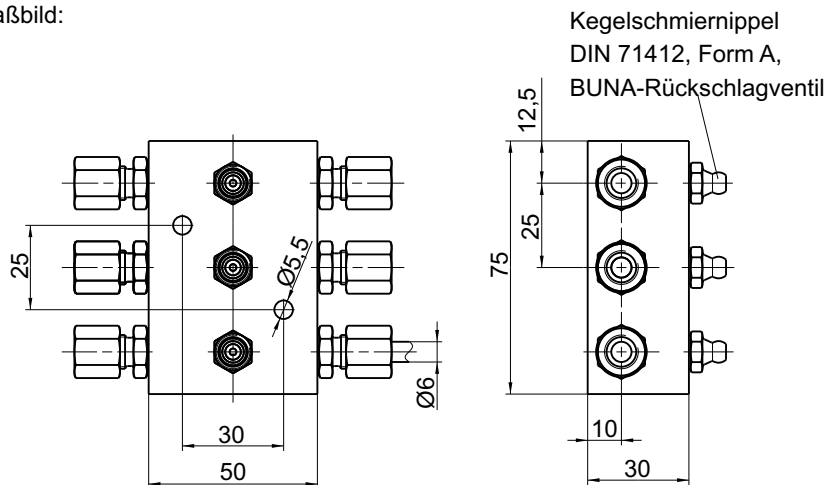 aßbild:
Kegelschmiernippel
DIN 71412, Form A,
BUNA-Rückschlagventil
12,5
25
75
25
Ø5,5
Ø6
30
50
10
30